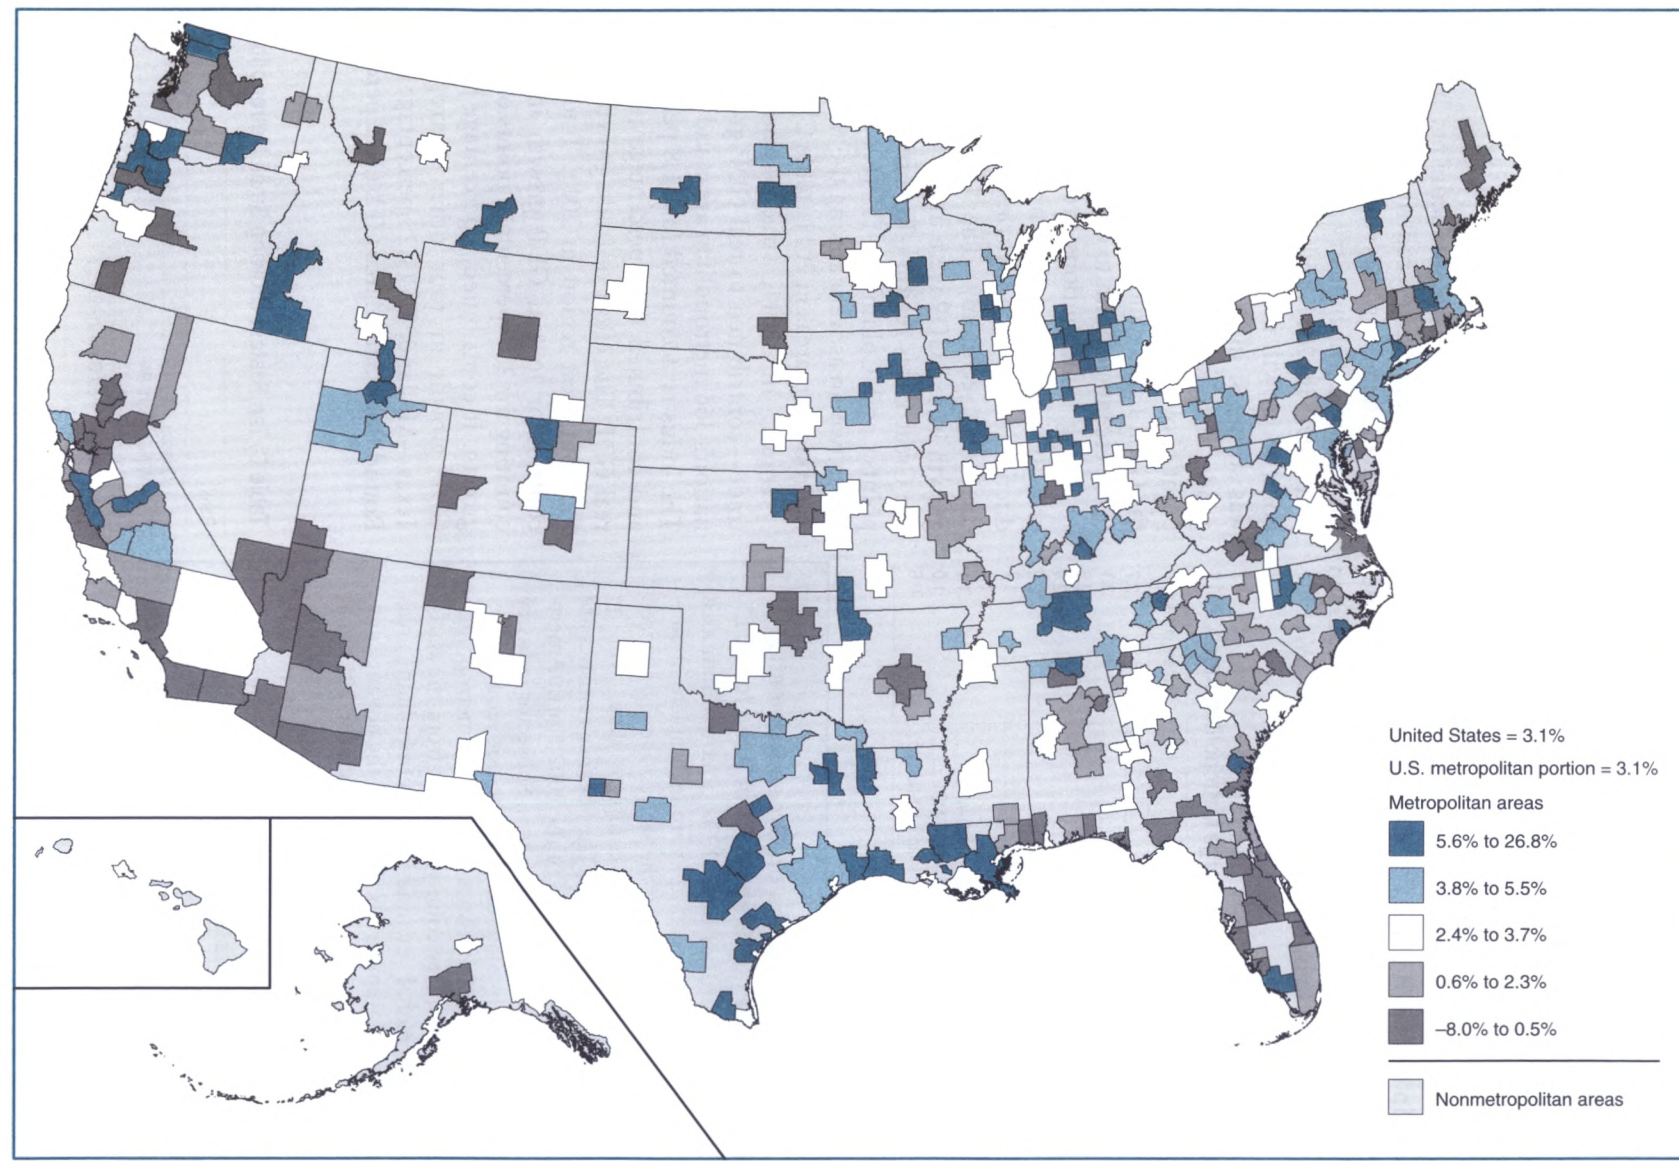 United States = 3.1%
U.S. metropolitan portion = 3.1%
Metropolitan areas
5.6% to 26.8%
3.8% to 5.5%
2.4% to 3.7%
0.6% to 2.3%
–8.0% to 0.5%
Nonmetropolitan areas